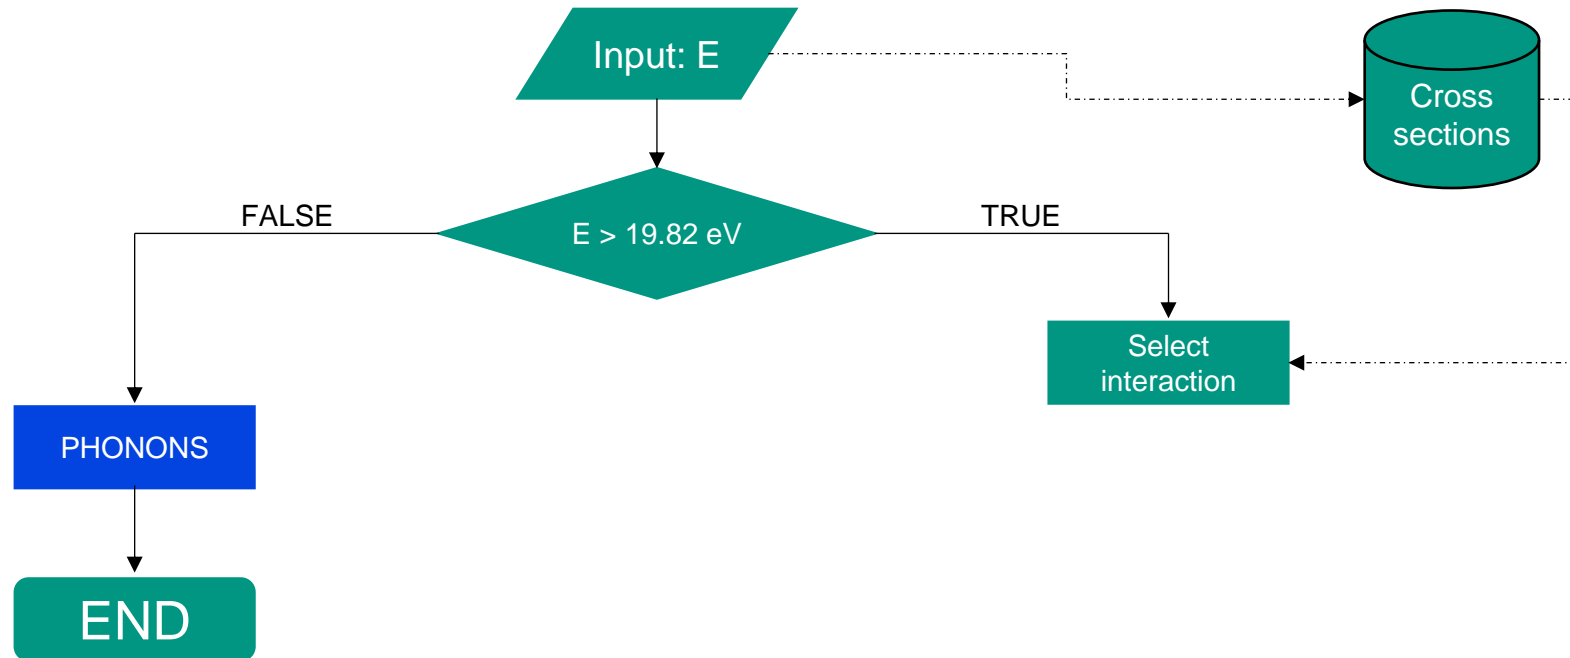 Input: E
Cross
sections
FALSE
E > 19.82 eV
TRUE
Select
interaction
PHONONS
END